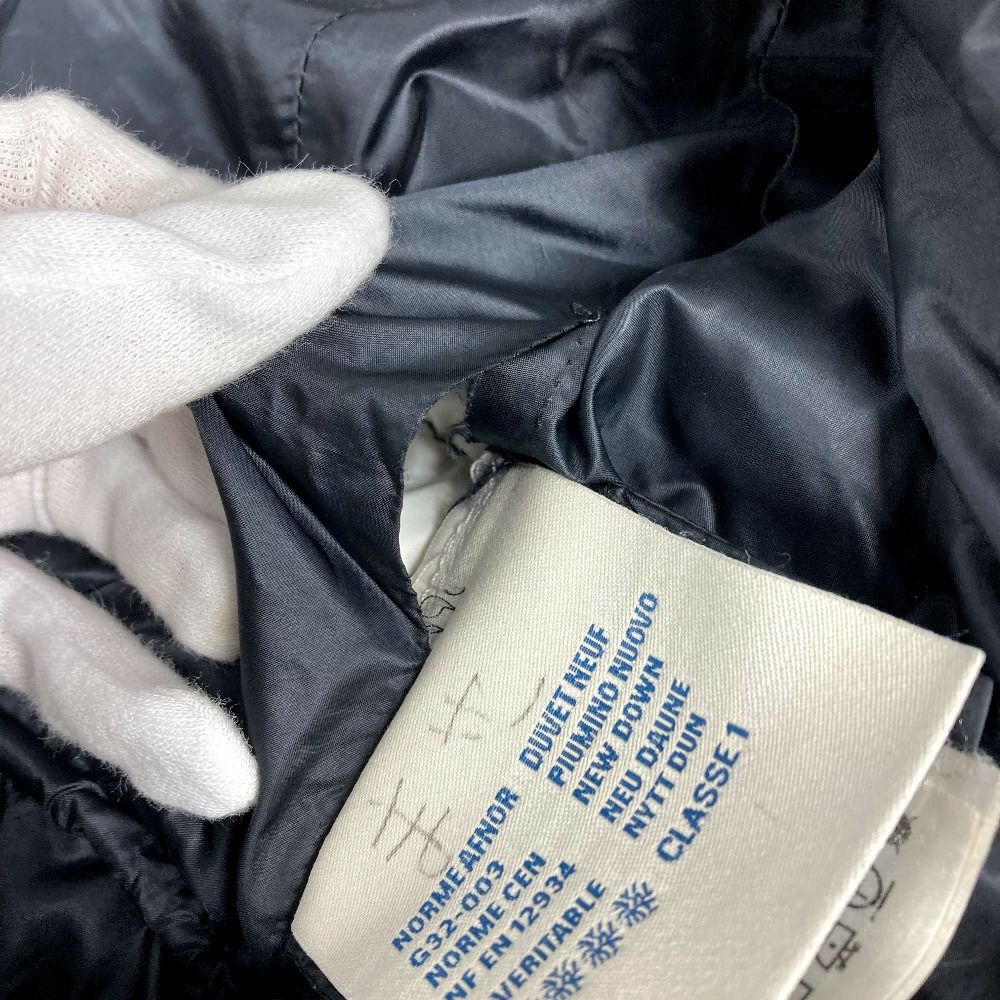 DUVET NEUF
PIUMINO NUOVO
NEW DOWN
NEU DAUNE
NYTT DUN
CLASSE 1
NORME AFNOR
G32-003
NORME CEN
NF EN 12934
VERITABLE